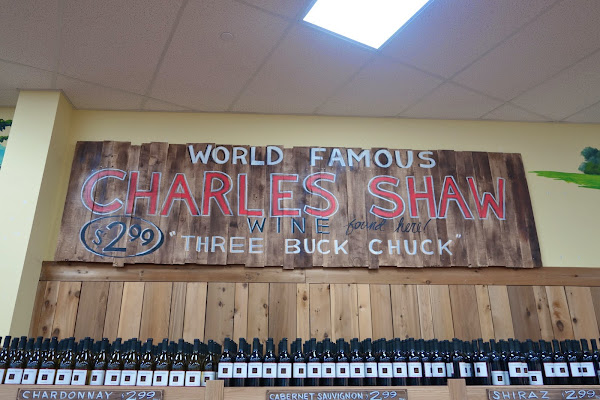 WORLD FAMOUS
CHARLES SHAW
WINE found here!
$2.99 "THREE BUCK CHUCK"
CHARDONNAY $2.99
CABERNET SAUVIGNON $2.99
SHIRAZ $2.99